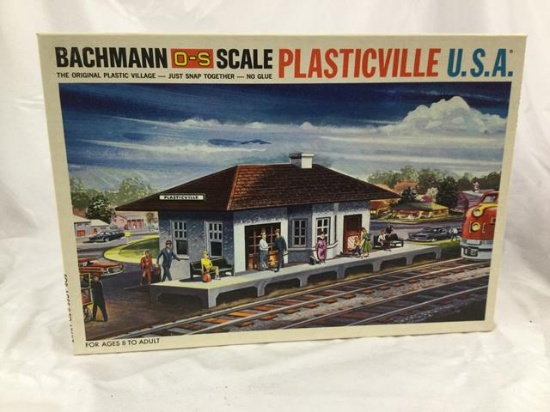 BACHMANN O-S SCALE PLASTICVILLE U.S.A.®
THE ORIGINAL PLASTIC VILLAGE — JUST SNAP TOGETHER — NO GLUE
PLASTICVILLE
FOR AGES 8 TO ADULT